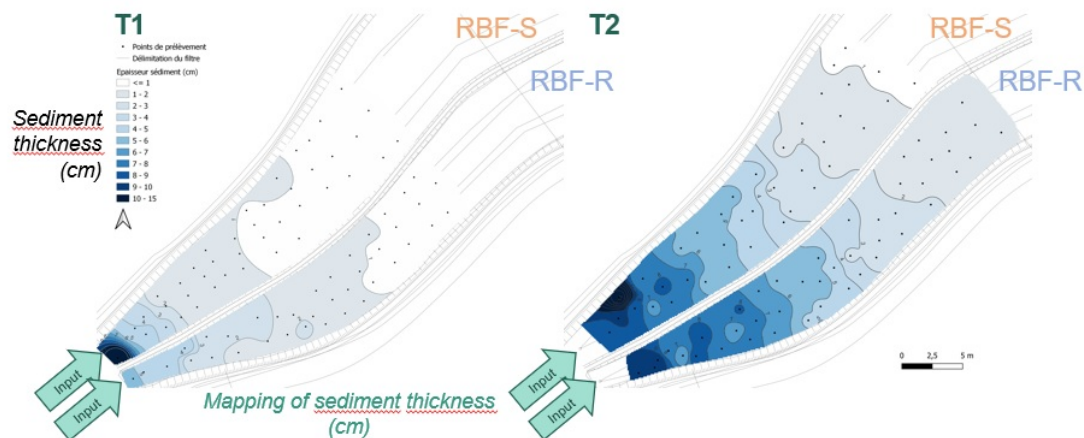 T1
RBF-S
RBF-R
Points de prélèvement
Délimitation du filtre
Epaisseur sédiment (cm)
<= 1
1 - 2
2 - 3
3 - 4
4 - 5
5 - 6
6 - 7
7 - 8
8 - 9
9 - 10
10 - 15
Sediment
thickness
(cm)
Input
Input
Mapping of sediment thickness
(cm)
T2
RBF-S
RBF-R
Input
Input
0 2,5 5 m